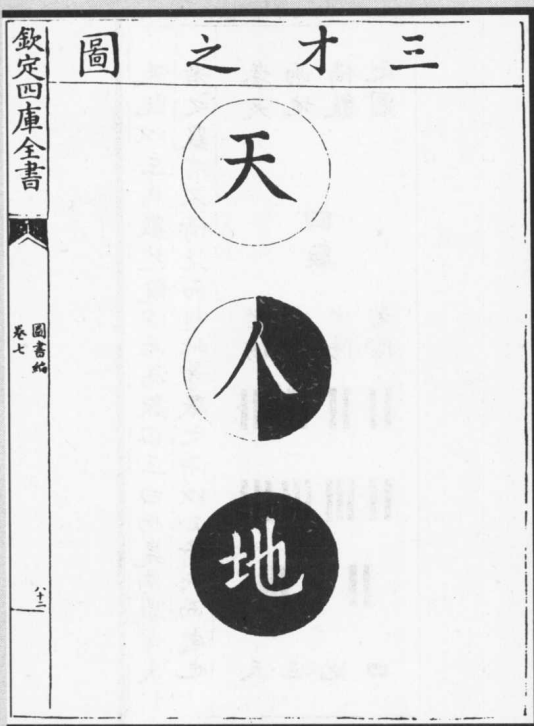 三才之圖
天
人
地
欽定四庫全書
圖書編
卷七
八十二